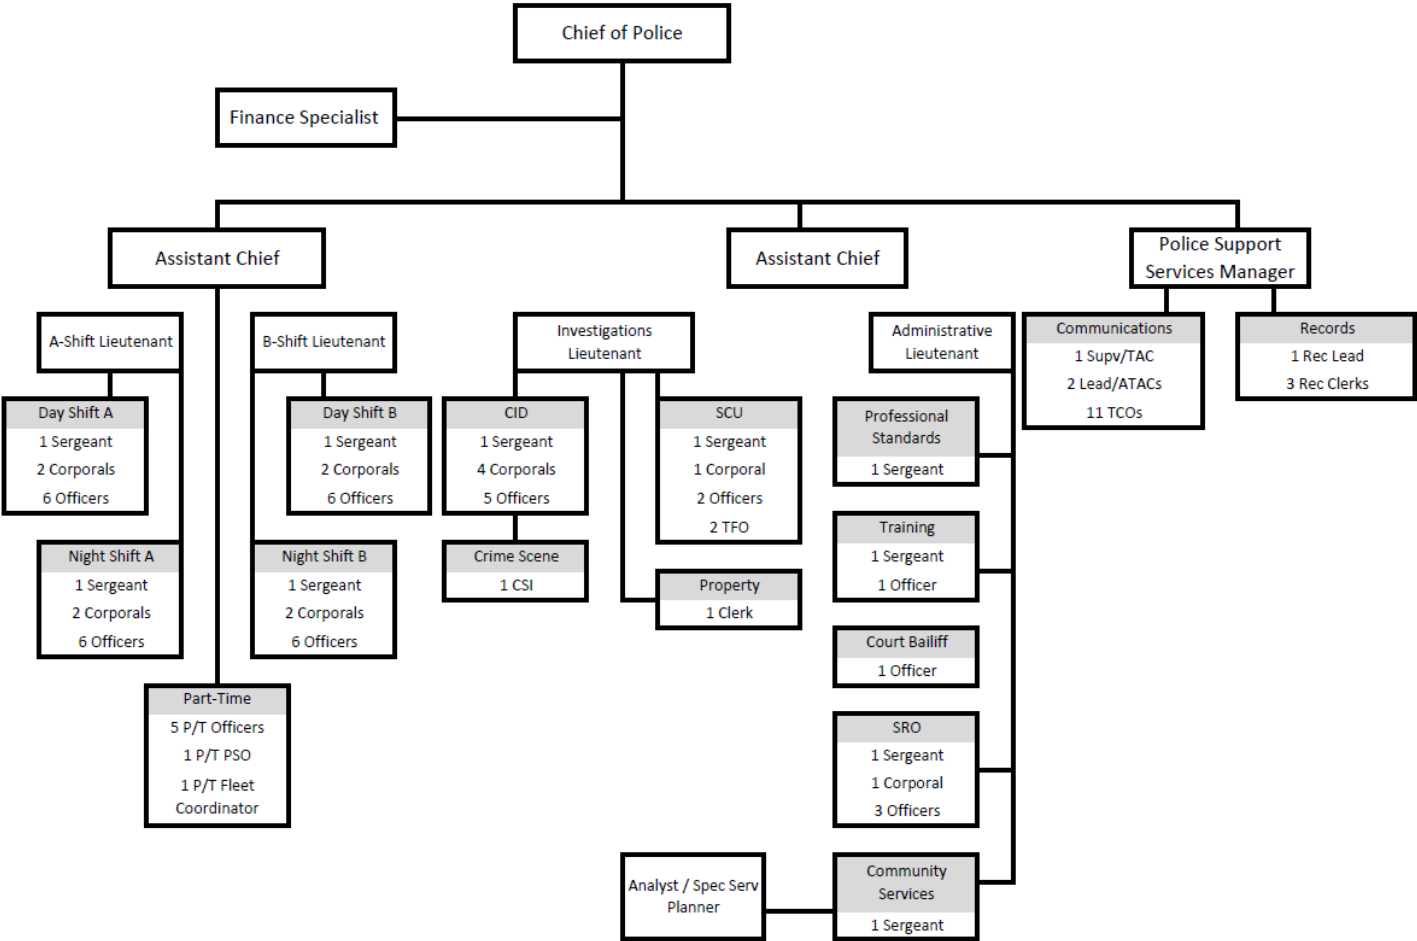 Chief of Police
Finance Specialist
Assistant Chief
Assistant Chief
Police Support
Services Manager
A-Shift Lieutenant
B-Shift Lieutenant
Investigations
Lieutenant
Administrative
Lieutenant
Communications
1 Supv/TAC
2 Lead/ATACs
11 TCOs
Records
1 Rec Lead
3 Rec Clerks
Day Shift A
1 Sergeant
2 Corporals
6 Officers
Day Shift B
1 Sergeant
2 Corporals
6 Officers
CID
1 Sergeant
4 Corporals
5 Officers
SCU
1 Sergeant
1 Corporal
2 Officers
2 TFO
Professional
Standards
1 Sergeant
Night Shift A
1 Sergeant
2 Corporals
6 Officers
Night Shift B
1 Sergeant
2 Corporals
6 Officers
Crime Scene
1 CSI
Property
1 Clerk
Training
1 Sergeant
1 Officer
Court Bailiff
1 Officer
Part-Time
5 P/T Officers
1 P/T PSO
1 P/T Fleet
Coordinator
SRO
1 Sergeant
1 Corporal
3 Officers
Analyst / Spec Serv
Planner
Community
Services
1 Sergeant